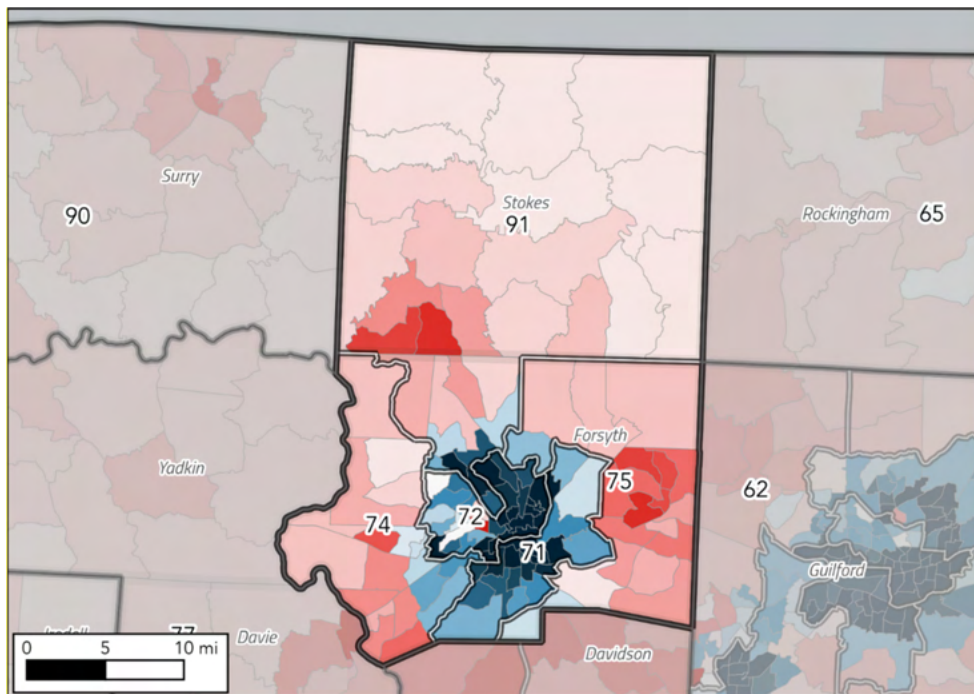 Surry
90
Stokes
91
Rockingham
65
Yadkin
Forsyth
75
62
74
72
71
Guilford
Davie
Davidson
0 5 10 mi